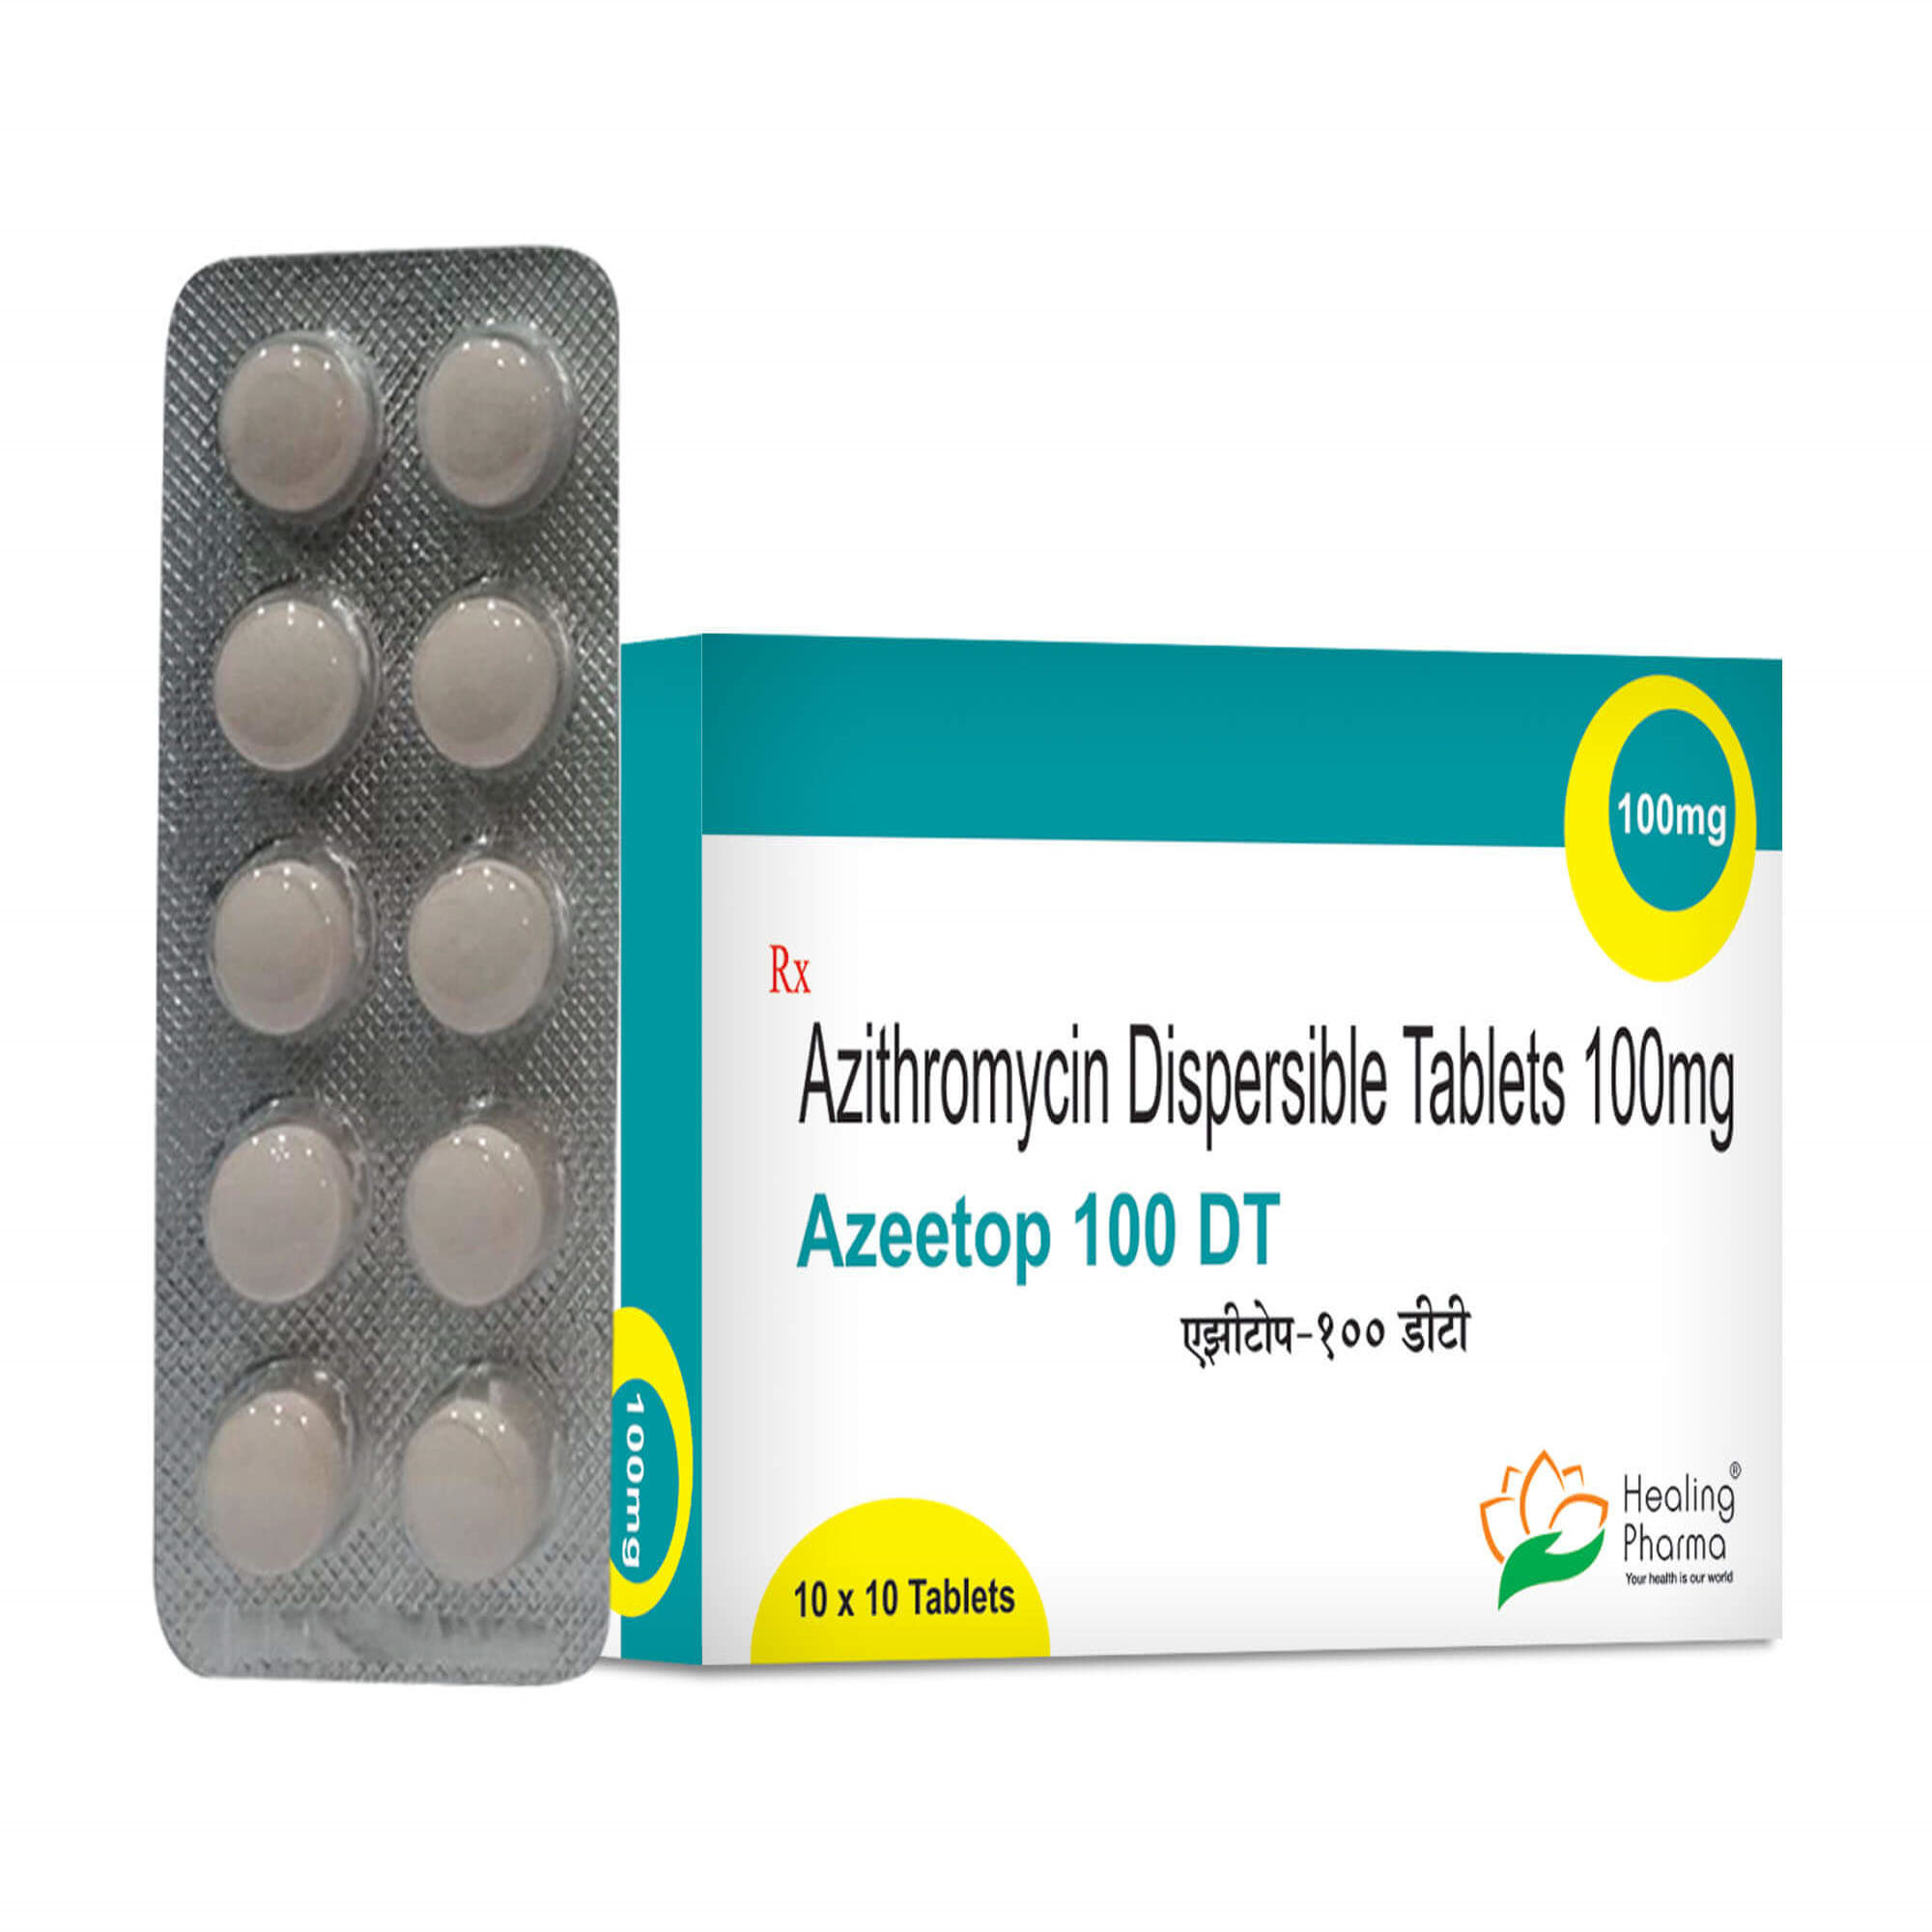 100mg
Rx
Azithromycin Dispersible Tablets 100mg
Azeetop 100 DT
एझीटोप-१०० डीटी
100mg
10 x 10 Tablets
Healing®
Pharma
Your health is our world